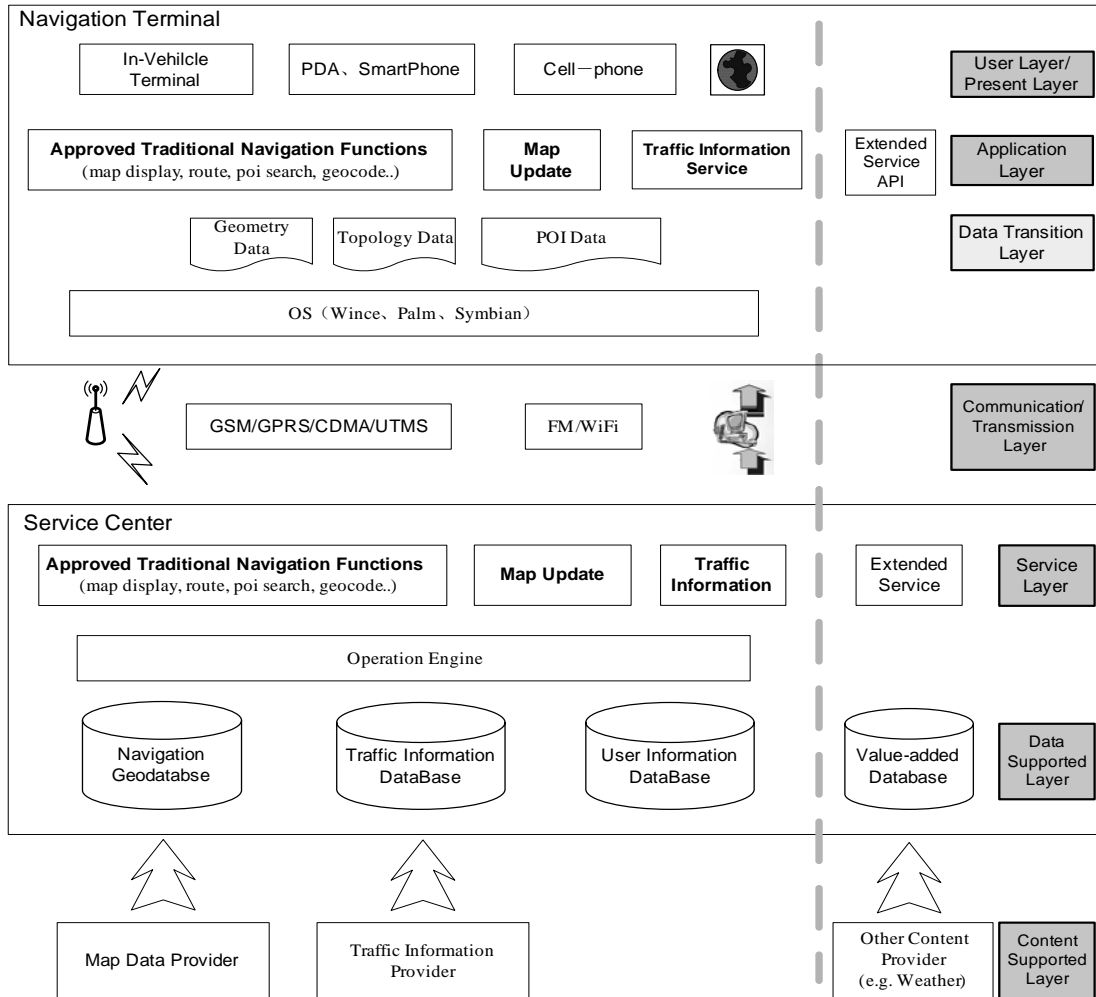 Navigation Terminal
In-Vehilcle
Terminal
PDA、SmartPhone
Cell－phone
User Layer/
Present Layer
Approved Traditional Navigation Functions
(map display, route, poi search, geocode..)
Map
Update
Traffic Information
Service
Extended
Service
API
Application
Layer
Geometry
Data
Topology Data
POI Data
Data Transition
Layer
OS（Wince、Palm、Symbian）
GSM/GPRS/CDMA/UTMS
FM/WiFi
Communication/
Transmission
Layer
Service Center
Approved Traditional Navigation Functions
(map display, route, poi search, geocode..)
Map Update
Traffic
Information
Extended
Service
Service
Layer
Operation Engine
Navigation
Geodatabse
Traffic Information
DataBase
User Information
DataBase
Value-added
Database
Data
Supported
Layer
Map Data Provider
Traffic Information
Provider
Other Content
Provider
(e.g. Weather)
Content
Supported
Layer